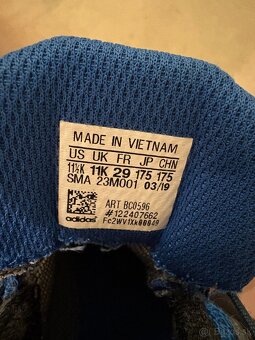 MADE IN VIETNAM
US UK FR JP CHN
11½K 11K 29 175 175
SMA 23M001 03/19
ART BC0596
#122407662
adidas